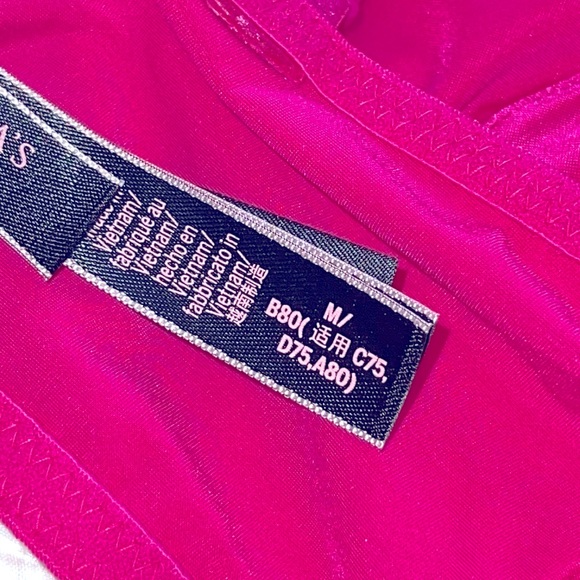 A'S
Vietnam/
fabriqué au
Vietnam/
hecho en
Vietnam/
fabbricato in
Vietnam/
越南制造
M/
B80( 适用 C75,
D75,A80)